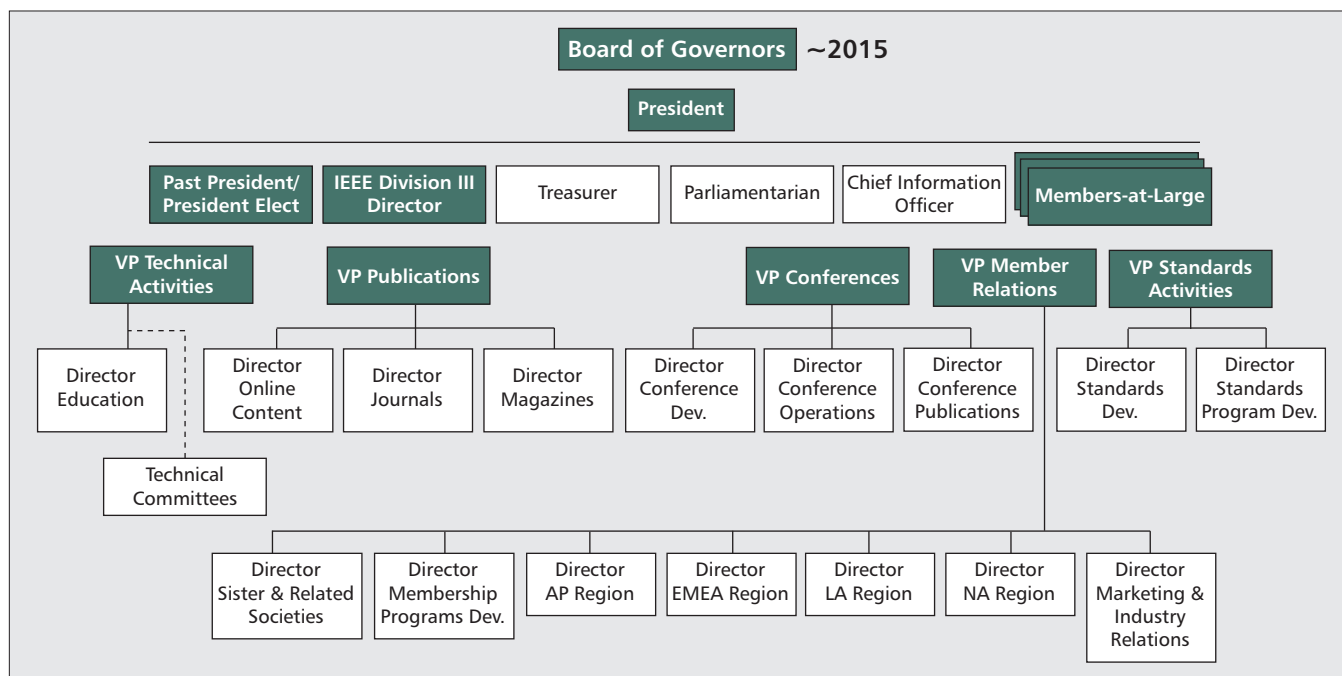 Board of Governors ~2015
President
Past President/
President Elect
IEEE Division III
Director
Treasurer
Parliamentarian
Chief Information
Officer
Members-at-Large
VP Technical
Activities
VP Publications
VP Conferences
VP Member
Relations
VP Standards
Activities
Director
Education
Director
Online
Content
Director
Journals
Director
Magazines
Director
Conference
Dev.
Director
Conference
Operations
Director
Conference
Publications
Director
Standards
Dev.
Director
Standards
Program Dev.
Technical
Committees
Director
Sister & Related
Societies
Director
Membership
Programs Dev.
Director
AP Region
Director
EMEA Region
Director
LA Region
Director
NA Region
Director
Marketing &
Industry
Relations